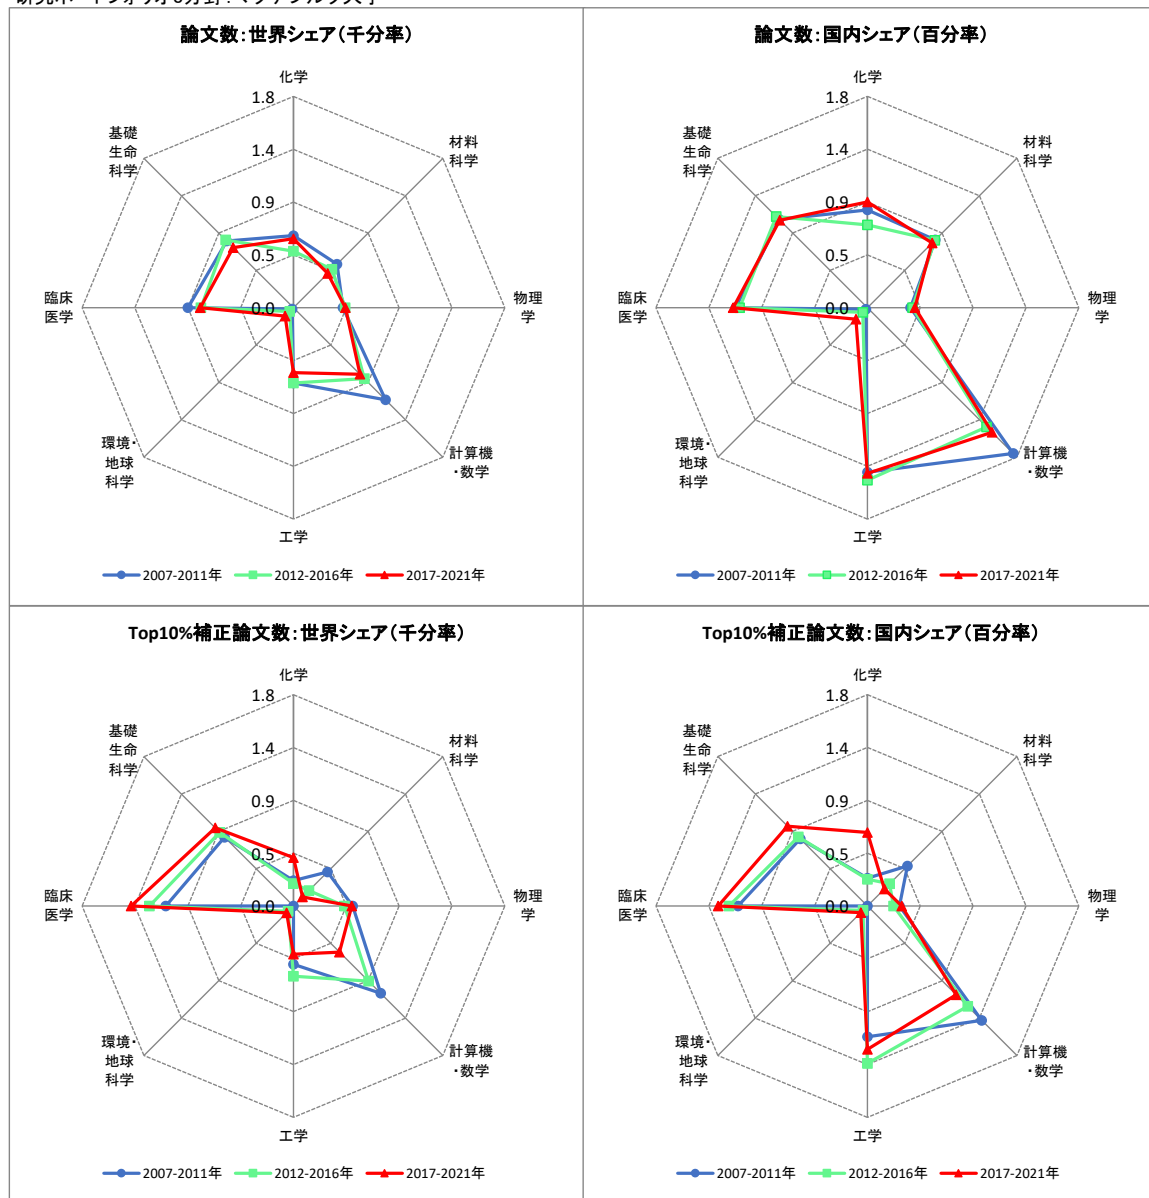 論文数：世界シェア（千分率）
化学
1.8
1.4
0.9
0.5
0.0
基礎
生命
科学
材料
科学
臨床
医学
物理
学
環境・
地球
科学
計算機
・数学
工学
2007-2011年
2012-2016年
2017-2021年
論文数：国内シェア（百分率）
化学
1.8
1.4
0.9
0.5
0.0
基礎
生命
科学
材料
科学
臨床
医学
物理
学
環境・
地球
科学
計算機
・数学
工学
2007-2011年
2012-2016年
2017-2021年
Top10%補正論文数：世界シェア（千分率）
化学
1.8
1.4
0.9
0.5
0.0
基礎
生命
科学
材料
科学
臨床
医学
物理
学
環境・
地球
科学
計算機
・数学
工学
2007-2011年
2012-2016年
2017-2021年
Top10%補正論文数：国内シェア（百分率）
化学
1.8
1.4
0.9
0.5
0.0
基礎
生命
科学
材料
科学
臨床
医学
物理
学
環境・
地球
科学
計算機
・数学
工学
2007-2011年
2012-2016年
2017-2021年